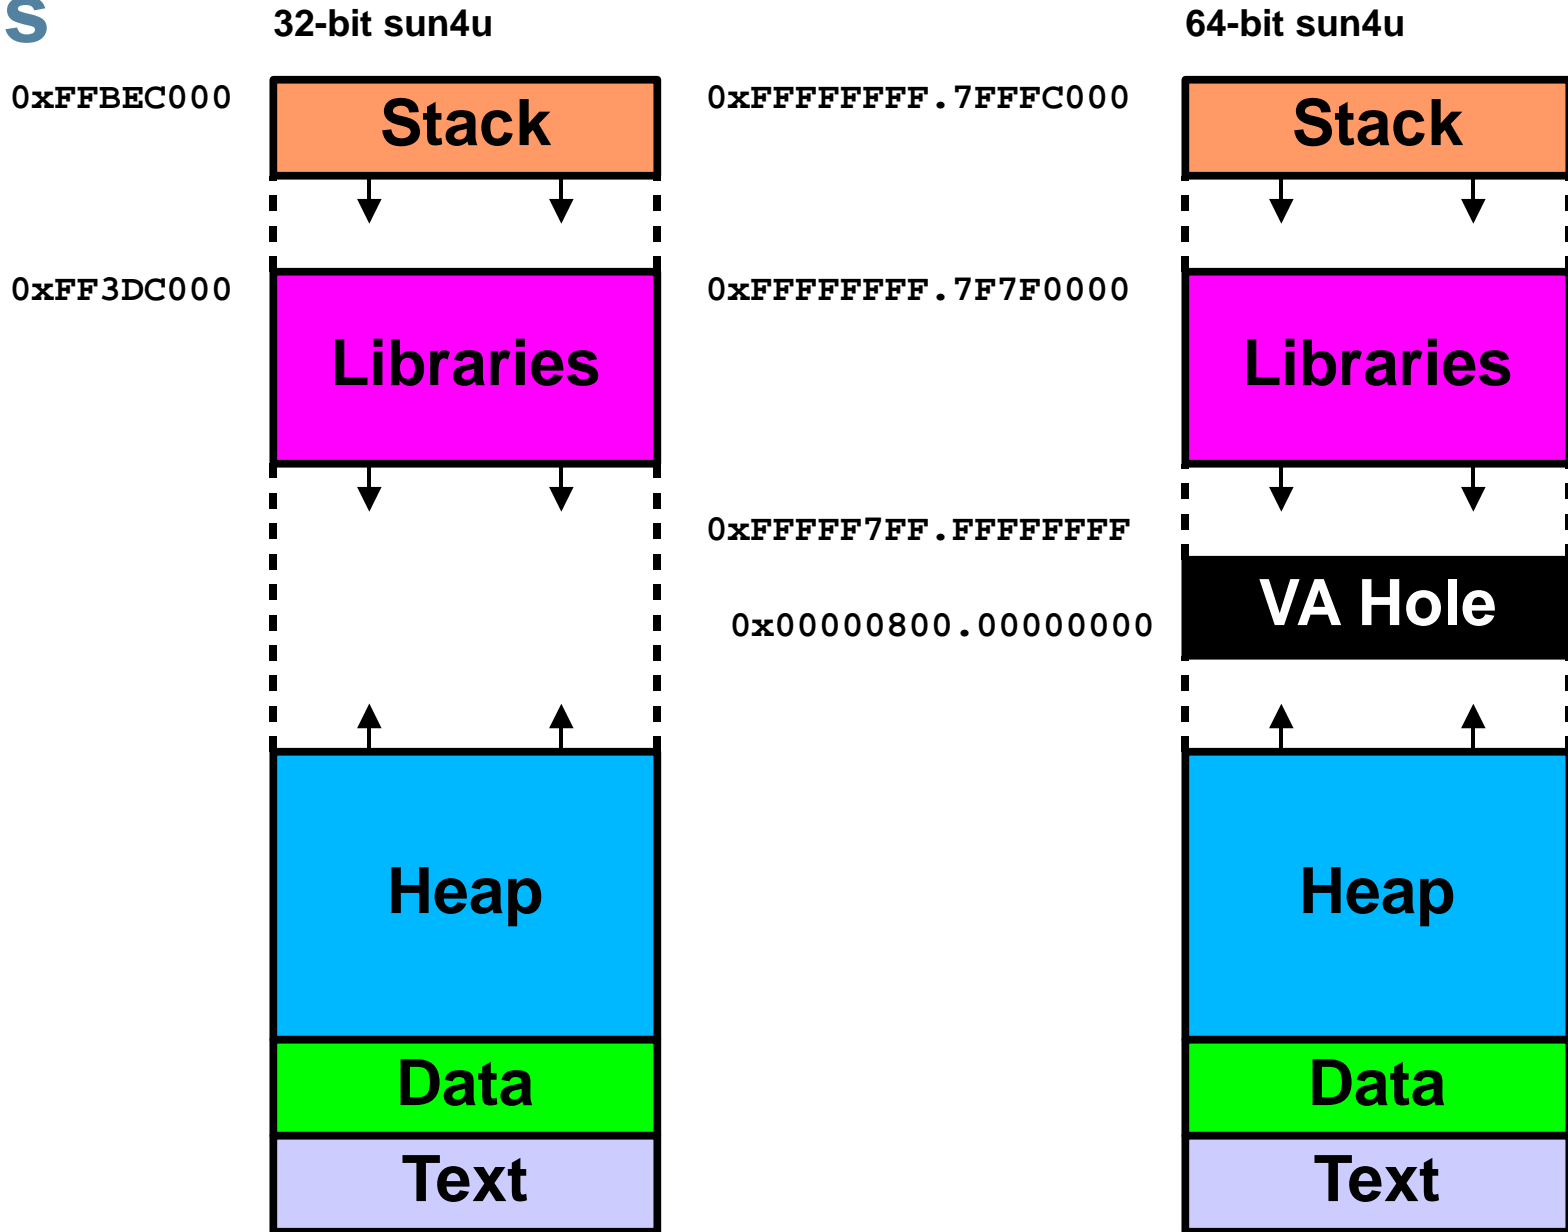 s
32-bit sun4u
64-bit sun4u
0xFFBEC000
Stack
0xFFFFFFFF.7FFFC000
Stack
0xFF3DC000
Libraries
0xFFFFFFFF.7F7F0000
Libraries
0xFFFFF7FF.FFFFFFFF
VA Hole
0x00000800.00000000
Heap
Heap
Data
Data
Text
Text